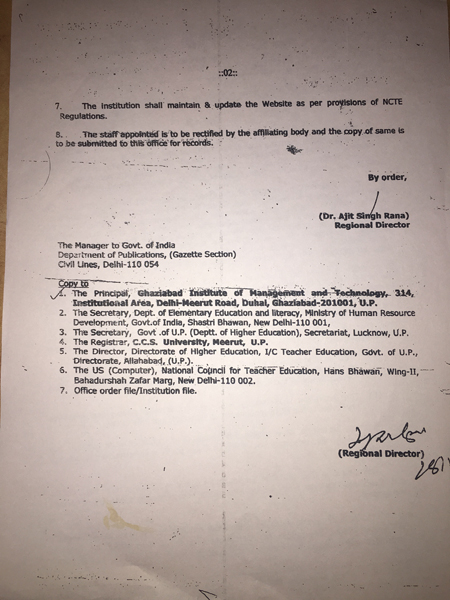 ::02::
7. The Institution shall maintain & update the Website as per provisions of NCTE
Regulations.
8. The staff appointed is to be rectified by the affiliating body and the copy of same is
to be submitted to this office for records.
By order,
(Dr. Ajit Singh Rana)
Regional Director
The Manager to Govt. of India
Department of Publications, (Gazette Section)
Civil Lines, Delhi-110 054
Copy to
1. The Principal, Ghaziabad Institute of Management and Technology, 314,
Institutional Area, Delhi-Meerut Road, Duhai, Ghaziabad-201001, U.P.
2. The Secretary, Dept. of Elementary Education and literacy, Ministry of Human Resource
Development, Govt.of India, Shastri Bhawan, New Delhi-110 001,
3. The Secretary, Govt .of U.P. (Deptt. of Higher Education), Secretariat, Lucknow, U.P.
4. The Registrar, C.C.S. University, Meerut, U.P.
5. The Director, Directorate of Higher Education, I/C Teacher Education, Govt. of U.P.,
Directorate, Allahabad, (U.P.).
6. The US (Computer), National Council for Teacher Education, Hans Bhawan, Wing-II,
Bahadurshah Zafar Marg, New Delhi-110 002.
7. Office order file/Institution file.
(Regional Director)